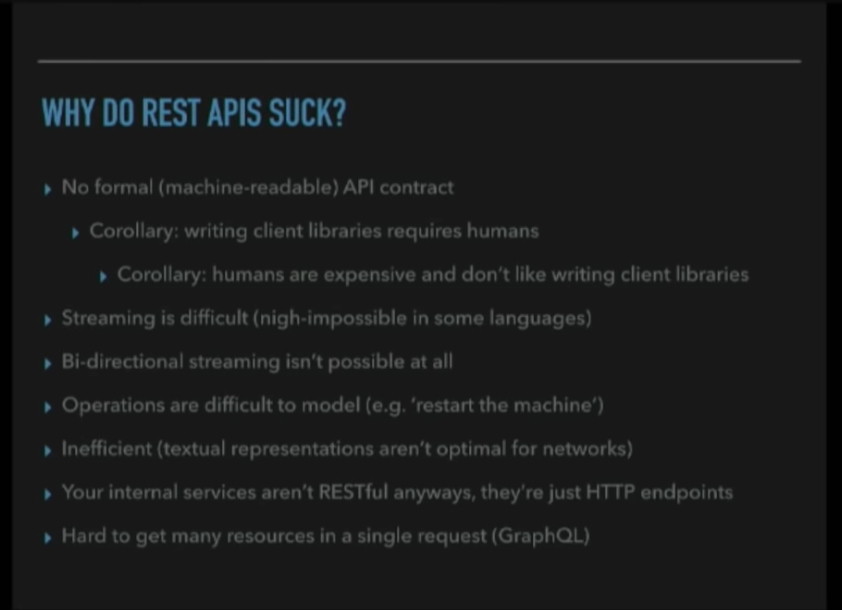 WHY DO REST APIS SUCK?
No formal (machine-readable) API contract
Corollary: writing client libraries requires humans
Corollary: humans are expensive and don't like writing client libraries
Streaming is difficult (nigh-impossible in some languages)
Bi-directional streaming isn't possible at all
Operations are difficult to model (e.g. 'restart the machine')
Inefficient (textual representations aren't optimal for networks)
Your internal services aren't RESTful anyways, they're just HTTP endpoints
Hard to get many resources in a single request (GraphQL)